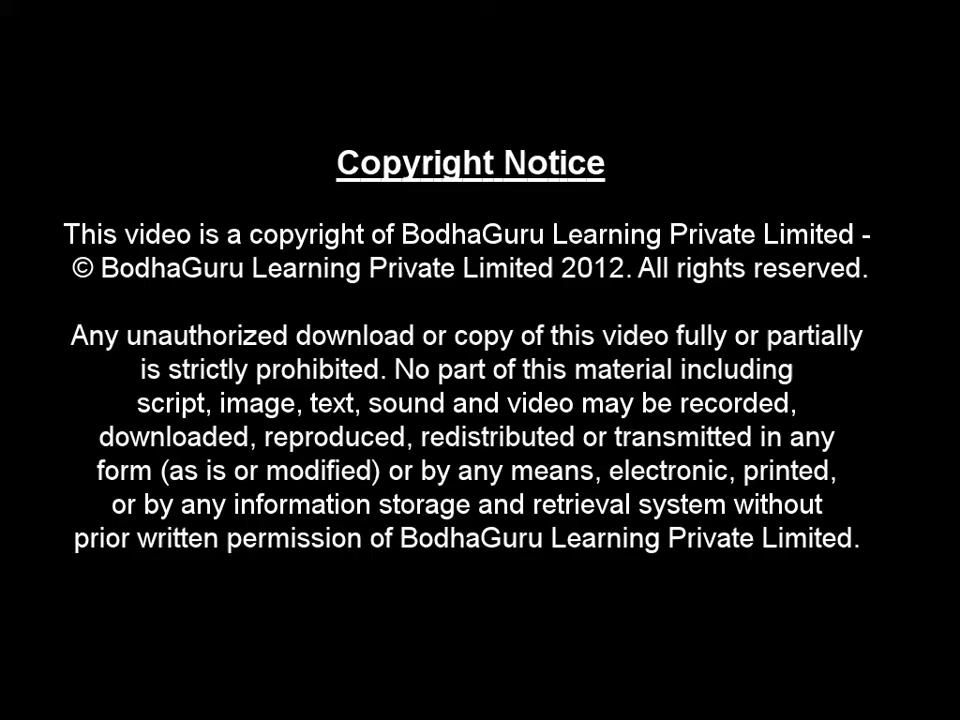 Copyright Notice
This video is a copyright of BodhaGuru Learning Private Limited -
© BodhaGuru Learning Private Limited 2012. All rights reserved.
Any unauthorized download or copy of this video fully or partially
is strictly prohibited. No part of this material including
script, image, text, sound and video may be recorded,
downloaded, reproduced, redistributed or transmitted in any
form (as is or modified) or by any means, electronic, printed,
or by any information storage and retrieval system without
prior written permission of BodhaGuru Learning Private Limited.